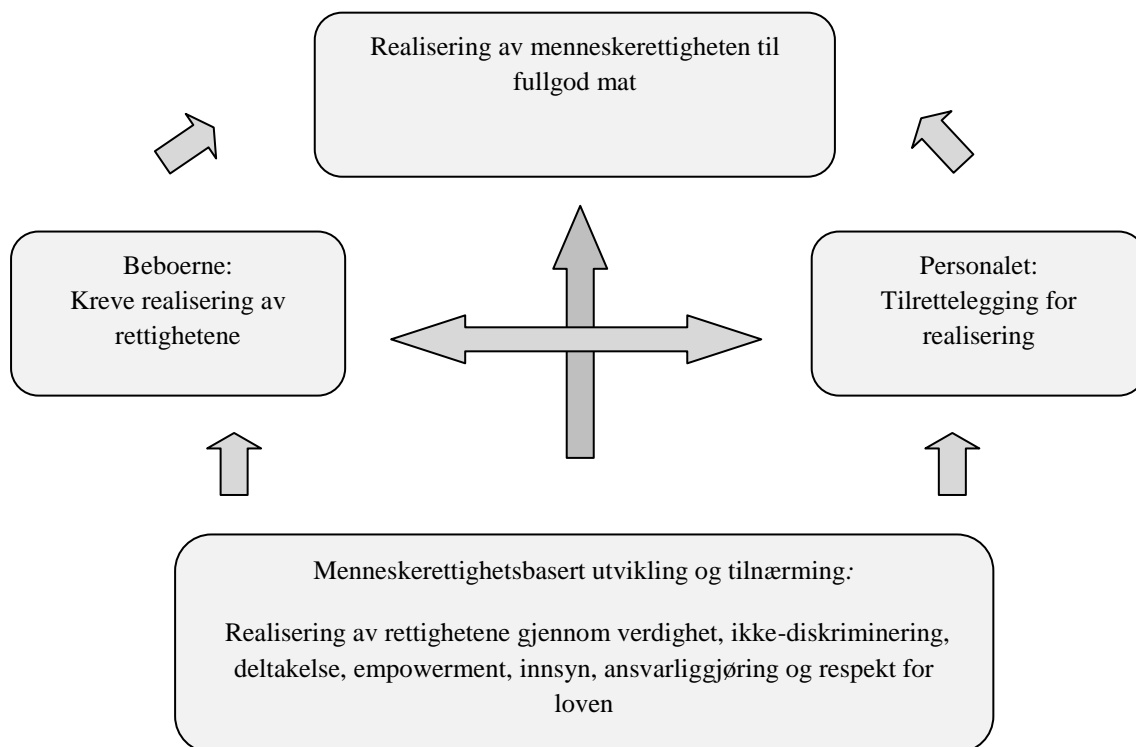 Realisering av menneskerettigheten til
fullgod mat
Beboerne:
Kreve realisering av
rettighetene
Personalet:
Tilrettelegging for
realisering
Menneskerettighetsbasert utvikling og tilnærming:
Realisering av rettighetene gjennom verdighet, ikke-diskriminering,
deltakelse, empowerment, innsyn, ansvarliggjøring og respekt for
loven